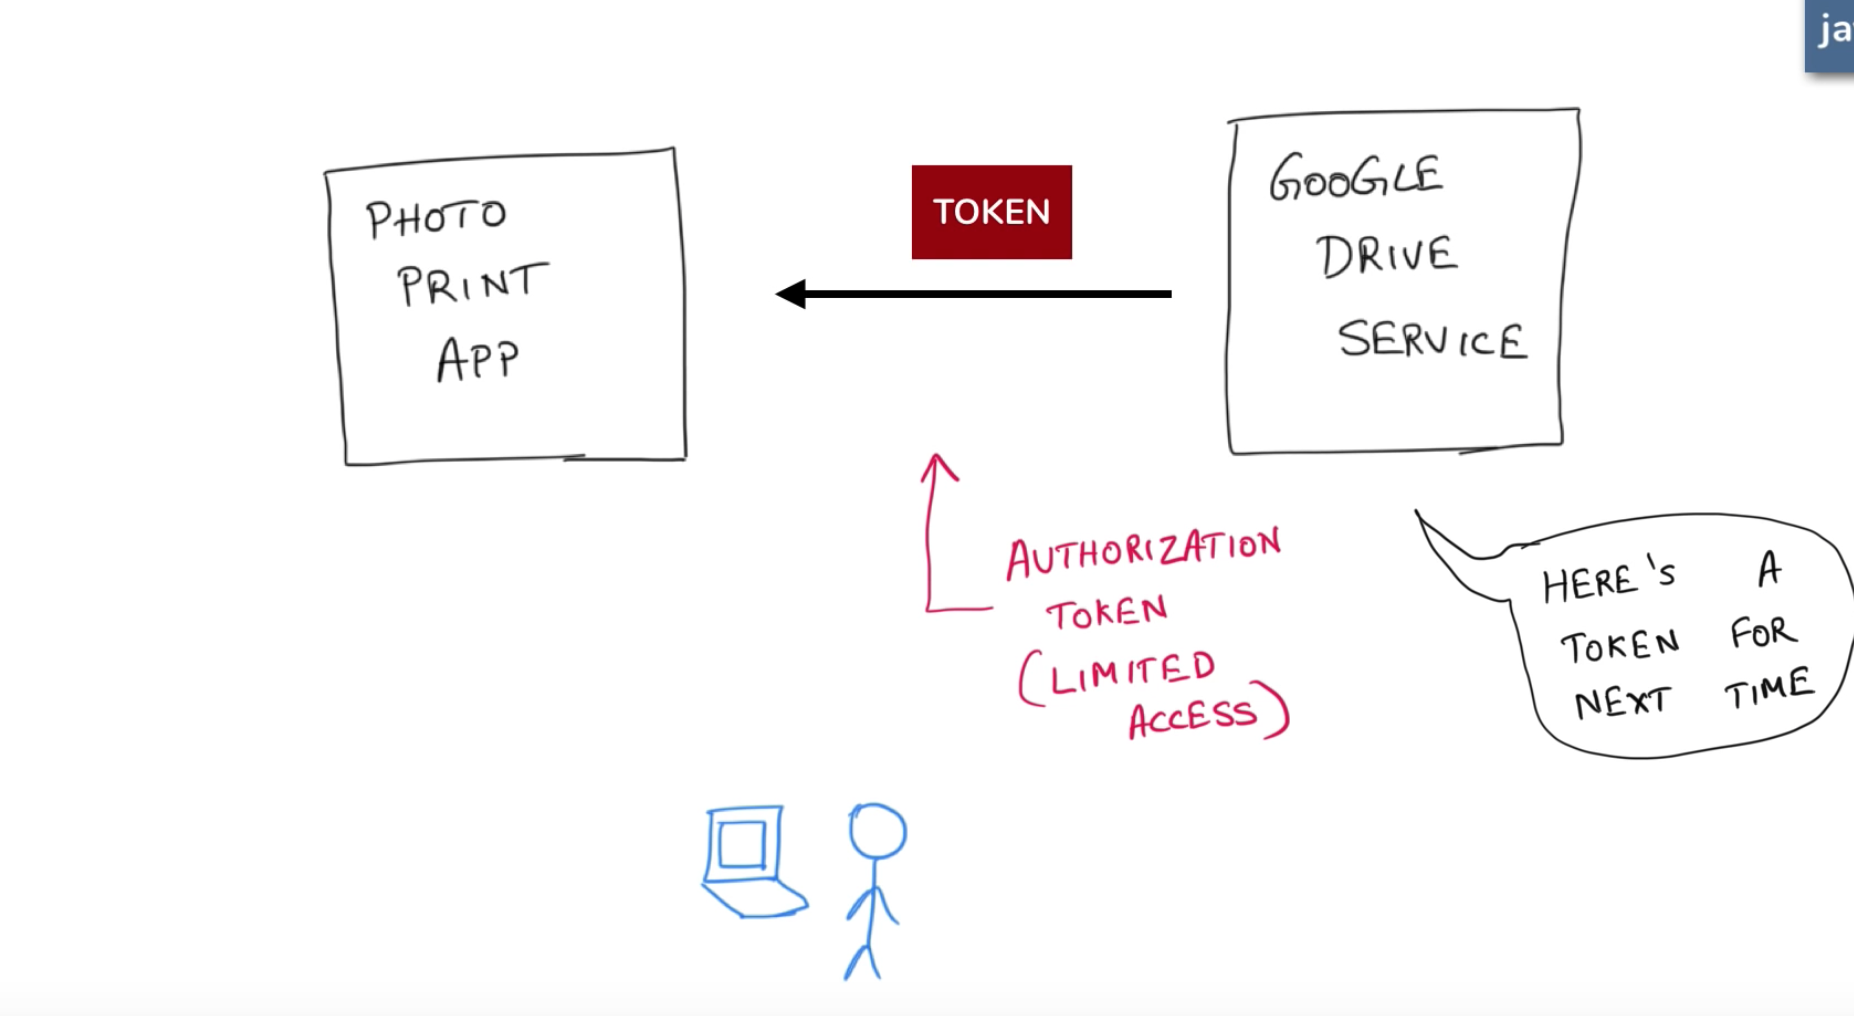 ja
PHOTO
PRINT
APP
TOKEN
GOOGLE
DRIVE
SERVICE
AUTHORIZATION
TOKEN
(LIMITED
ACCESS)
HERE'S A
TOKEN FOR
NEXT TIME